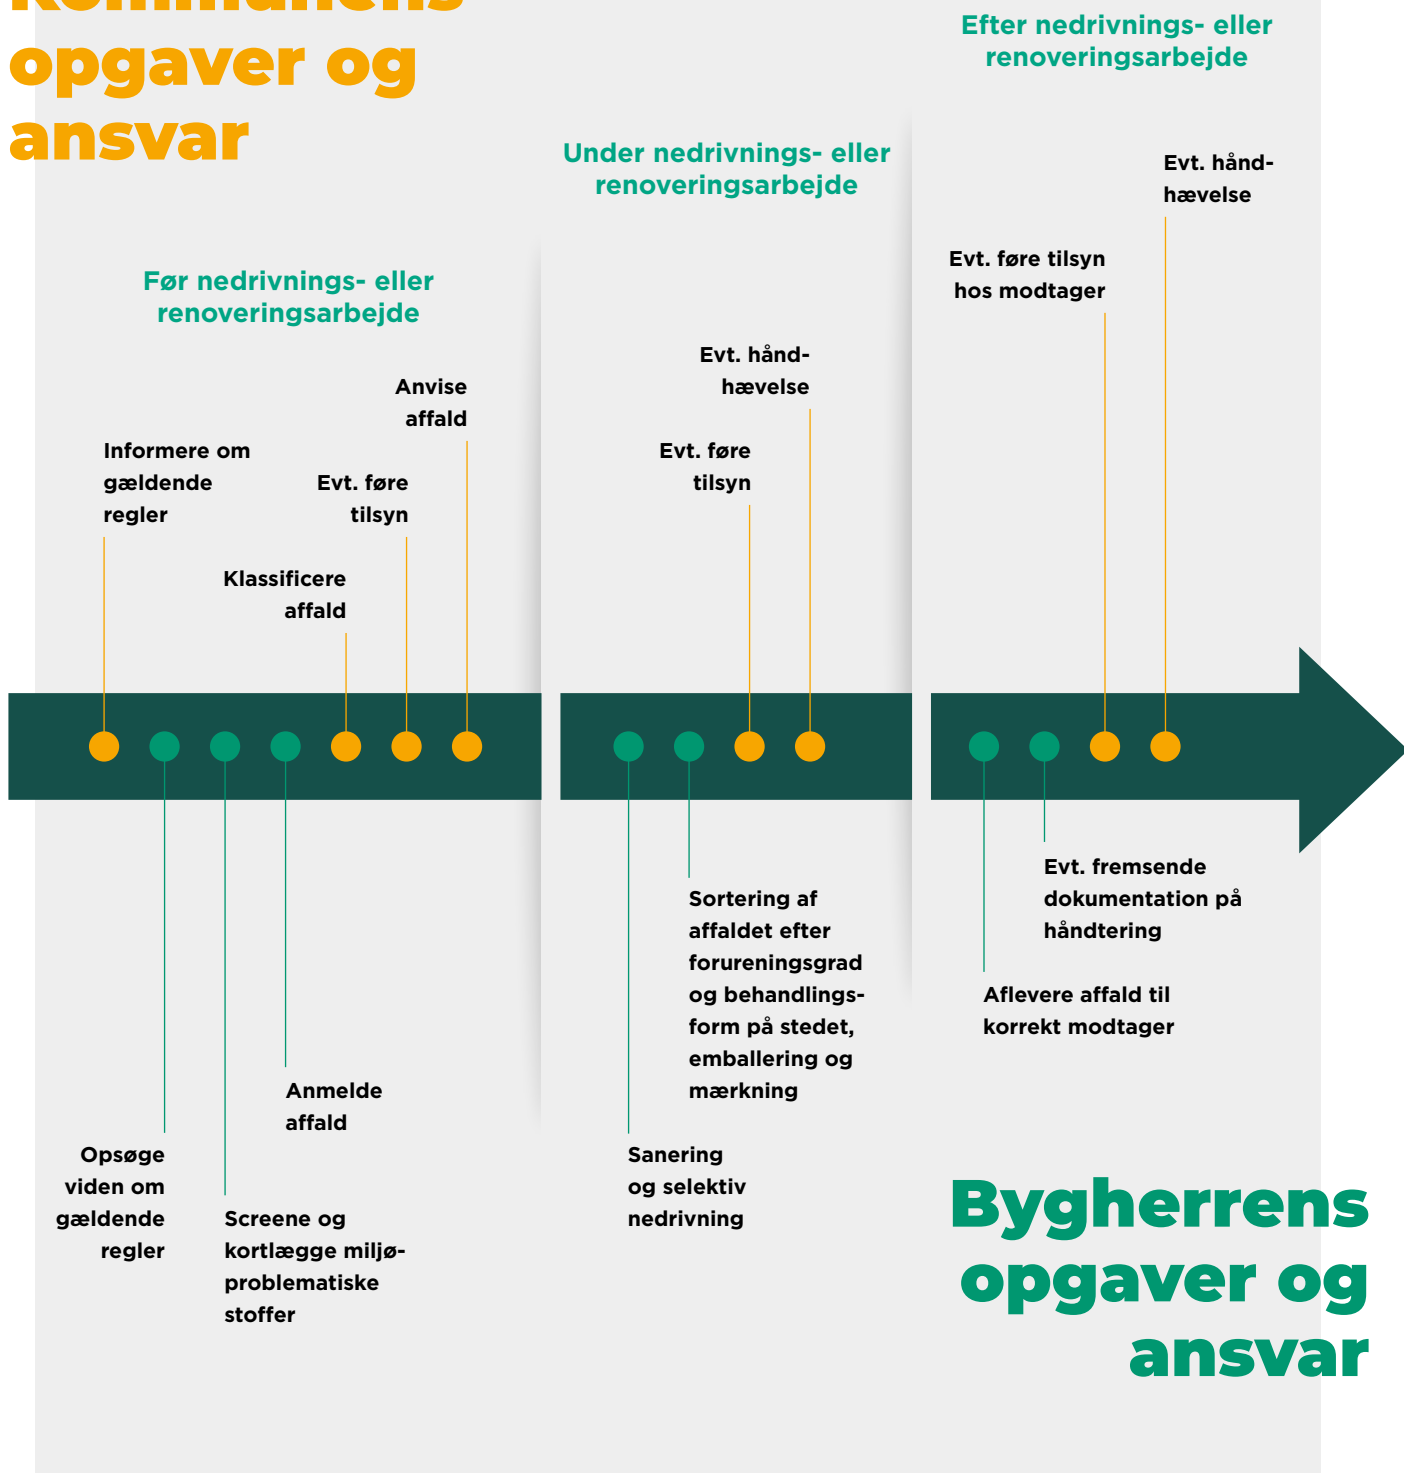 Kommunens
opgaver og
ansvar
Før nedrivnings- eller
renoveringsarbejde
Informere om
gældende
regler
Klassificere
affald
Evt. føre
tilsyn
Anvise
affald
Opsøge
viden om
gældende
regler
Screene og
kortlægge miljø-
problematiske
stoffer
Anmelde
affald
Under nedrivnings- eller
renoveringsarbejde
Evt. føre
tilsyn
Evt. hånd-
hævelse
Sanering
og selektiv
nedrivning
Sortering af
affaldet efter
forureningsgrad
og behandlings-
form på stedet,
emballering og
mærkning
Efter nedrivnings- eller
renoveringsarbejde
Evt. føre tilsyn
hos modtager
Evt. hånd-
hævelse
Aflevere affald til
korrekt modtager
Evt. fremsende
dokumentation på
håndtering
Bygherrens
opgaver og
ansvar